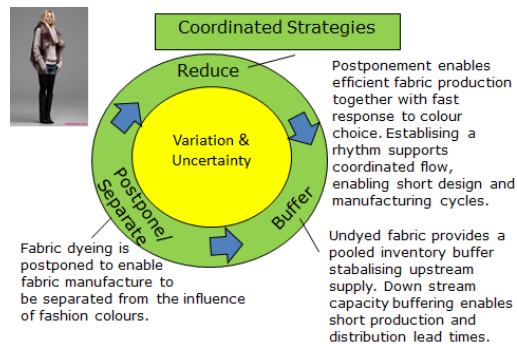 Coordinated Strategies
Reduce
Postponement enables
efficient fabric production
together with fast
response to colour
choice. Establising a
rhythm supports
coordinated flow,
enabling short design and
manufacturing cycles.
Variation &
Uncertainty
Postpone/
Separate
Buffer
Fabric dyeing is
postponed to enable
fabric manufacture to
be separated from the influence
of fashion colours.
Undyed fabric provides a
pooled inventory buffer
stabalising upstream
supply. Down stream
capacity buffering enables
short production and
distribution lead times.